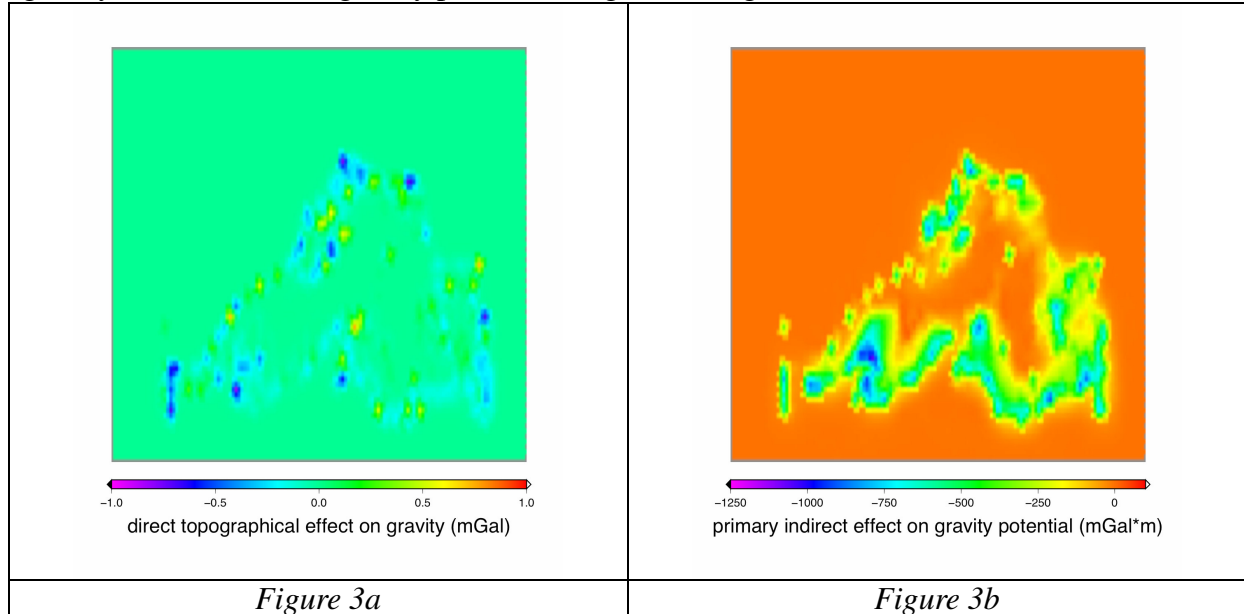 −1.0 −0.5 0.0 0.5 1.0
direct topographical effect on gravity (mGal)
−1250 −1000 −750 −500 −250 0
primary indirect effect on gravity potential (mGal*m)
Figure 3a
Figure 3b